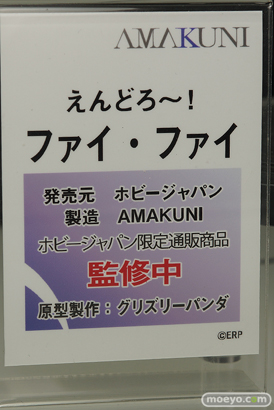 AMAKUNI
えんどろ~!
ファイ・ファイ
発売元 ホビージャパン
製造 AMAKUNI
ホビージャパン限定通販商品
監修中
原型製作:グリズリーパンダ
©ERP
moeyo.com